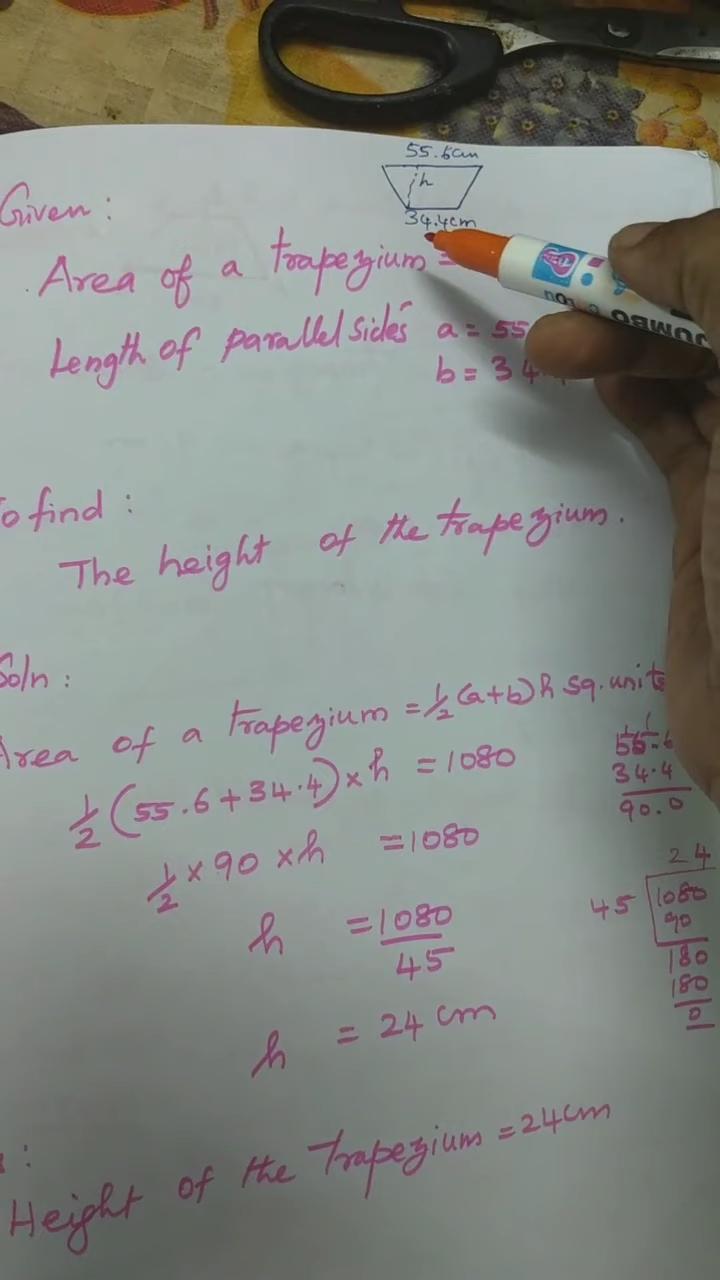 55.6cm
h
34.4cm
Given:
Area of a trapezium =
Length of parallel sides a = 55
b = 34.
To find:
The height of the trapezium.
Soln:
Area of a trapezium = 1/2 (a+b) h sq. units
1/2 (55.6 + 34.4) × h = 1080
1/2 × 90 × h = 1080
h = 1080/45
h = 24 cm
55.6
34.4
90.0
24
45 1080
90
180
180
0
Height of the Trapezium = 24cm
JUMBO